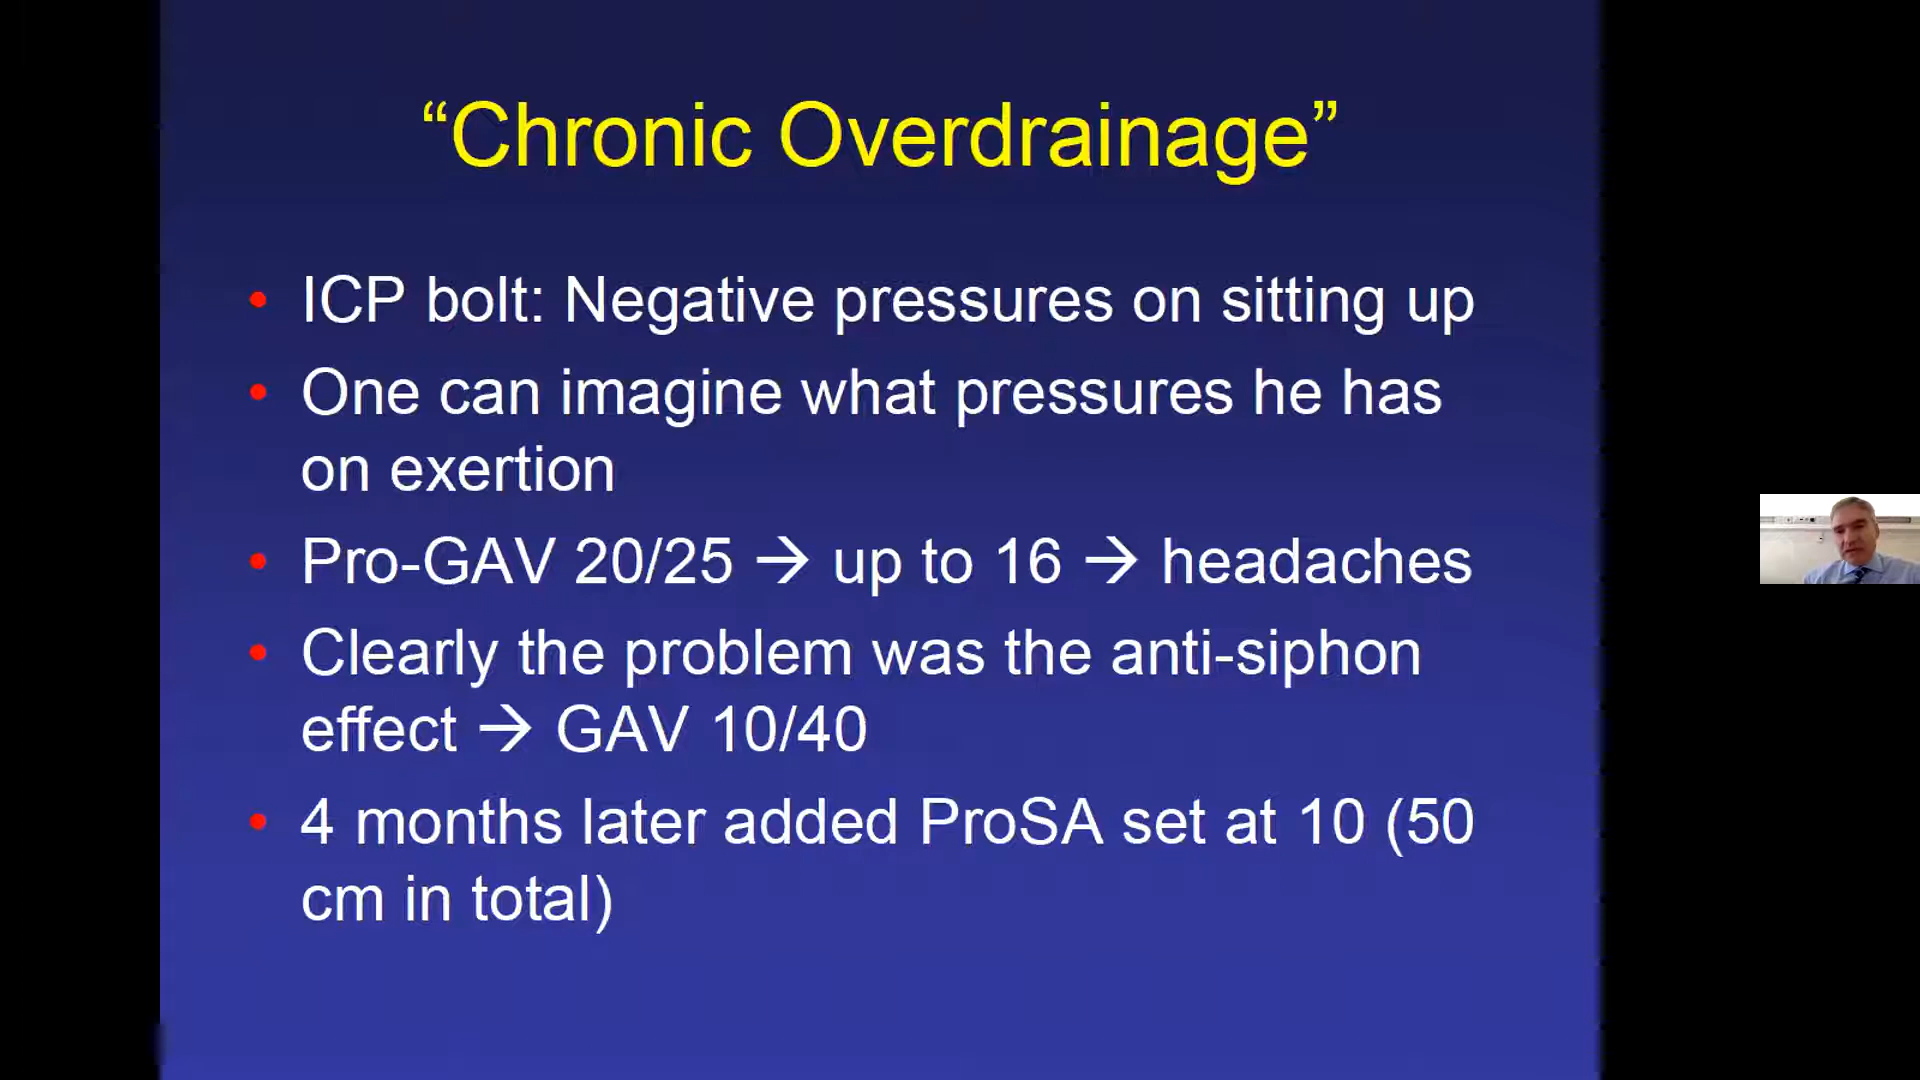 “Chronic Overdrainage”
• ICP bolt: Negative pressures on sitting up
• One can imagine what pressures he has
on exertion
• Pro-GAV 20/25 → up to 16 → headaches
• Clearly the problem was the anti-siphon
effect → GAV 10/40
• 4 months later added ProSA set at 10 (50
cm in total)